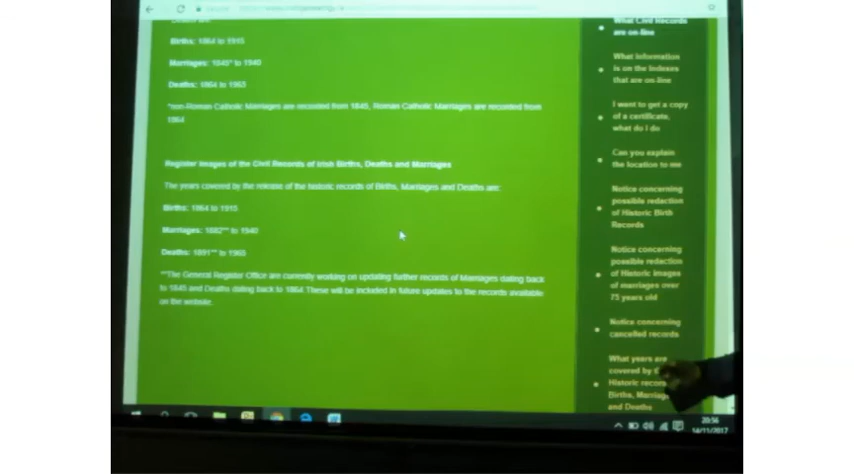 Births: 1864 to 1915
Marriages: 1845* to 1940
Deaths: 1864 to 1965
*non-Roman Catholic Marriages are recorded from 1845, Roman Catholic Marriages are recorded from
1864
Register Images of the Civil Records of Irish Births, Deaths and Marriages
The years covered by the release of the historic records of Births, Marriages and Deaths are:
Births: 1864 to 1915
Marriages: 1882** to 1940
Deaths: 1891** to 1965
**The General Register Office are currently working on updating further records of Marriages dating back
to 1845 and Deaths dating back to 1864. These will be included in future updates to the records available
on the website.
What Civil Records
are on-line
What information
is on the Indexes
that are on-line
I want to get a copy
of a certificate,
what do I do
Can you explain
the location to me
Notice concerning
possible redaction
of Historic Birth
Records
Notice concerning
possible redaction
of Historic images
of marriages over
75 years old
Notice concerning
cancelled records
What years are
covered by
Historic
Births,
and Deaths
20:56
14/11/2017